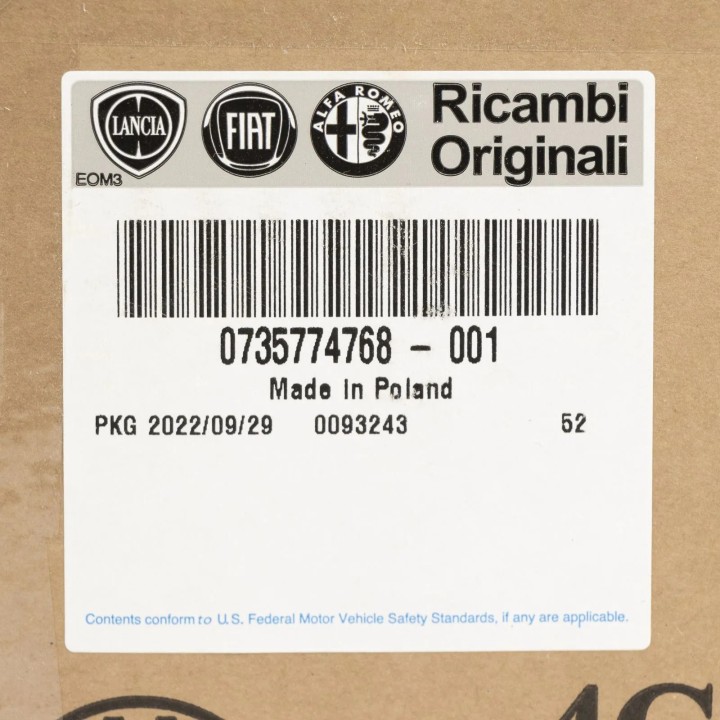 LANCIA
FIAT
ALFA ROMEO
Ricambi
Originali
EOM3
0735774768 - 001
Made in Poland
PKG 2022/09/29 0093243 52
Contents conform to U.S. Federal Motor Vehicle Safety Standards, if any are applicable.